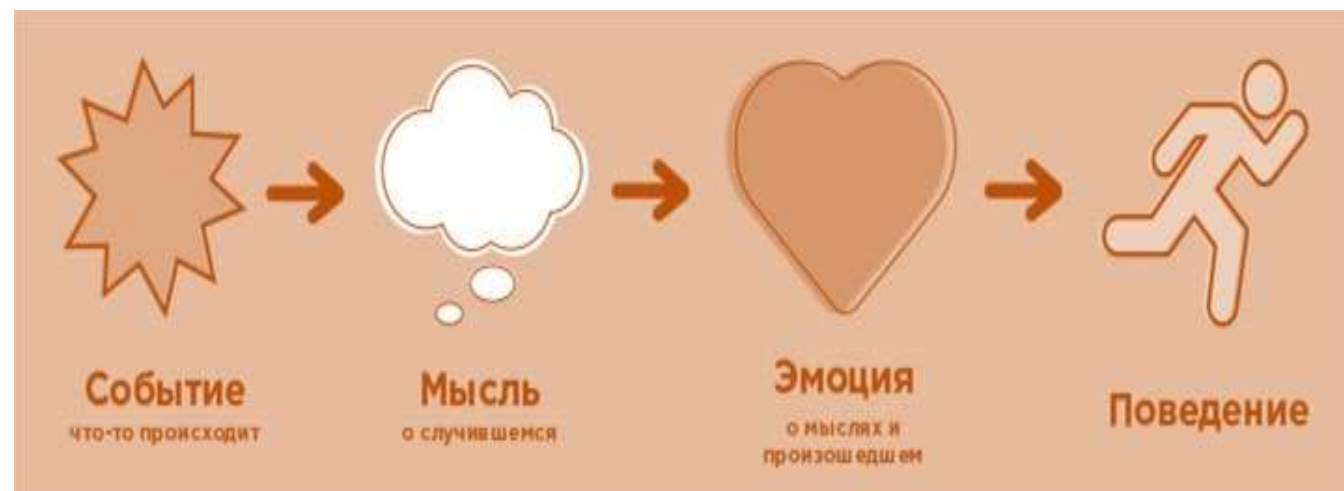 Событие
что-то происходит
Мысль
о случившемся
Эмоция
о мыслях и
произошедшем
Поведение